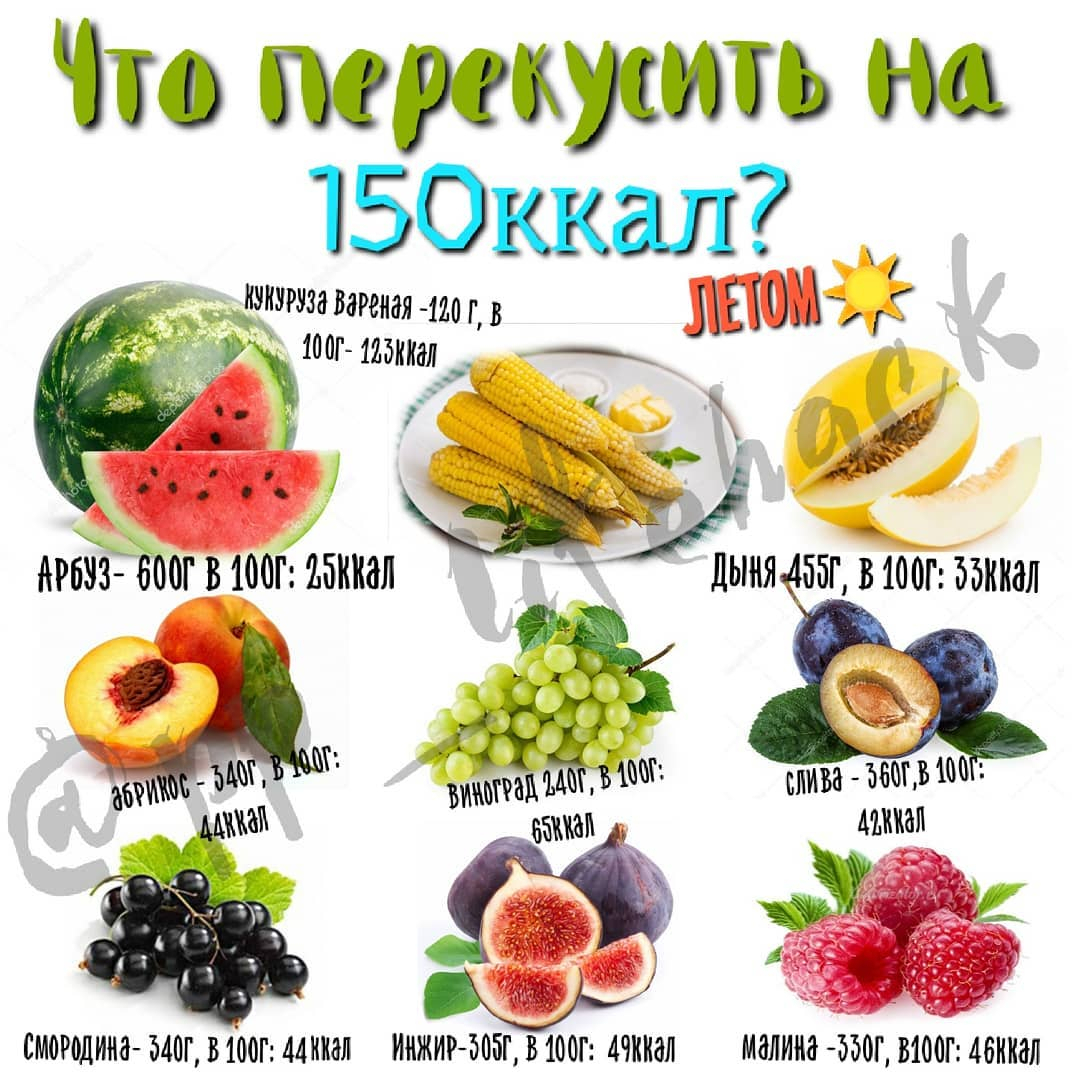 Что перекусить на
150ккал?
ЛЕТОМ
кукуруза вареная -120 г, в
100г- 123ккал
Арбуз- 600г в 100г: 25ккал
Дыня 455г, в 100г: 33ккал
абрикос - 340г, в 100г:
44ккал
Виноград 240г, в 100г:
65ккал
слива - 360г,в 100г:
42ккал
Смородина- 340г, в 100г: 44ккал
Инжир-305г, в 100г: 49ккал
малина -330г, в100г: 46ккал
@pp_lifehack